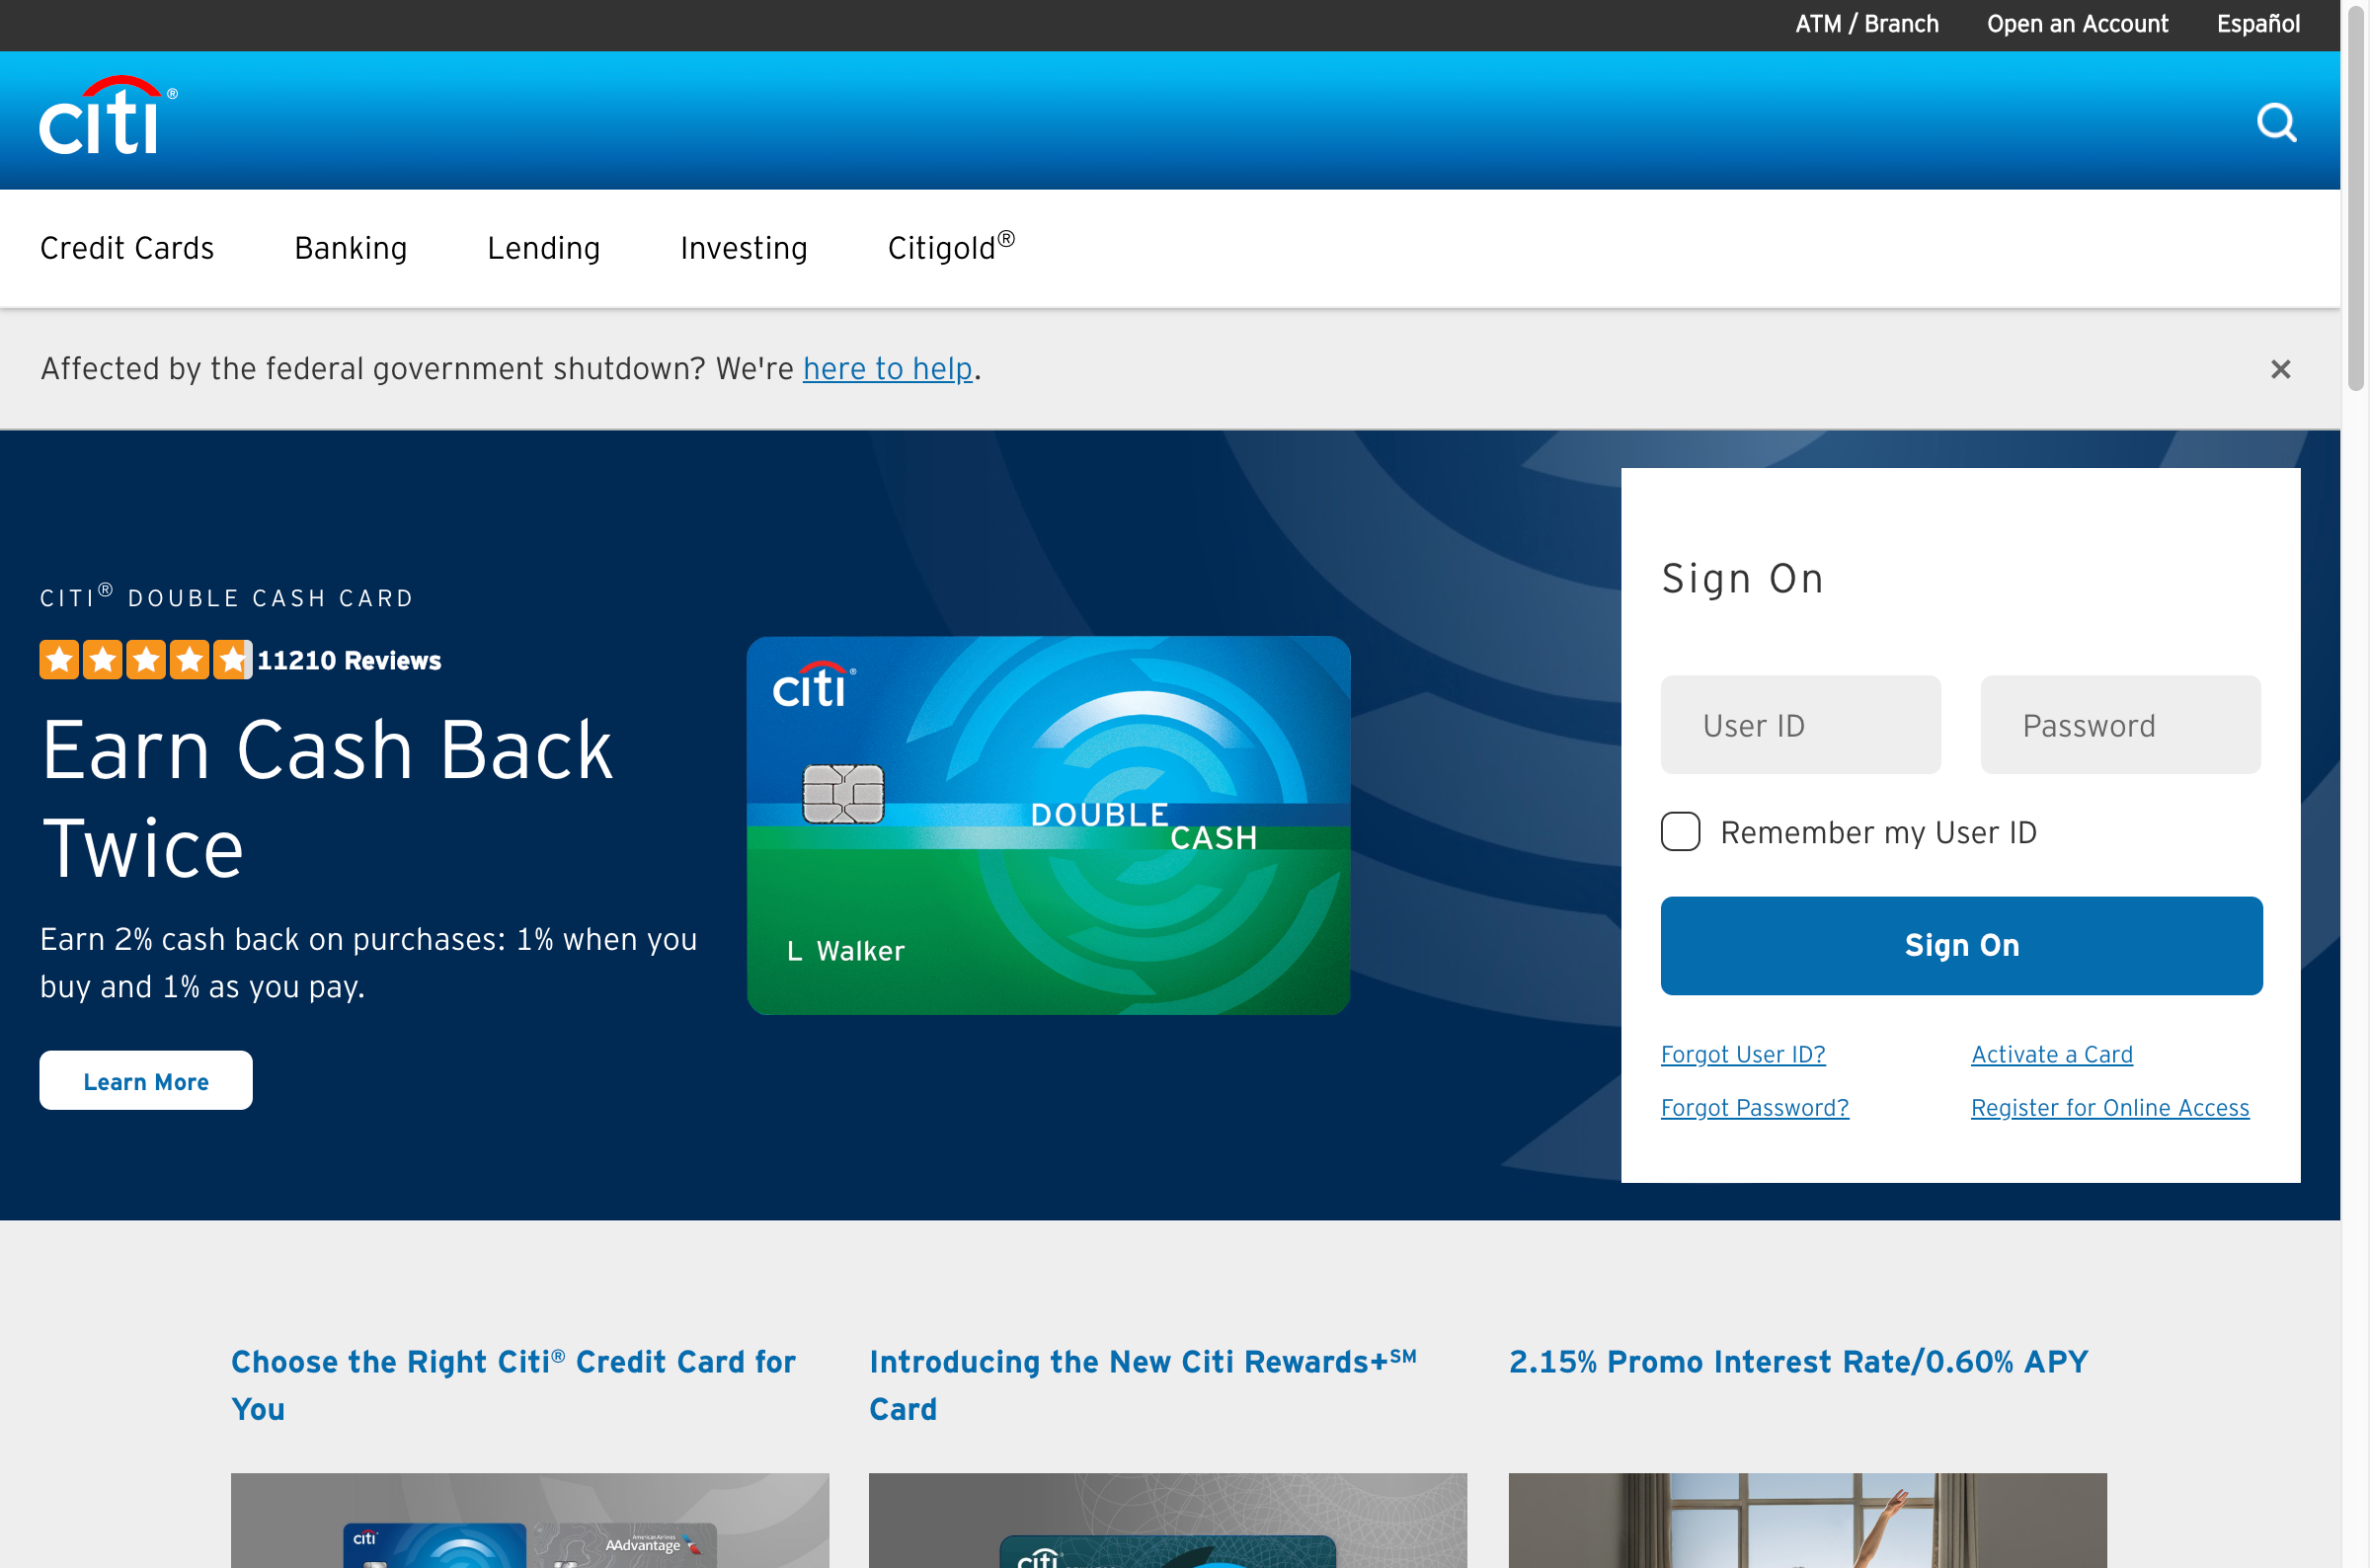 ATM / Branch
Open an Account
Español
citi®
Credit Cards
Banking
Lending
Investing
Citigold®
Affected by the federal government shutdown? We're here to help.
×
CITI® DOUBLE CASH CARD
11210 Reviews
Earn Cash Back
Twice
Earn 2% cash back on purchases: 1% when you
buy and 1% as you pay.
Learn More
citi®
DOUBLE
CASH
L Walker
Sign On
User ID
Password
Remember my User ID
Sign On
Forgot User ID?
Activate a Card
Forgot Password?
Register for Online Access
Choose the Right Citi® Credit Card for
You
Introducing the New Citi Rewards+℠
Card
2.15% Promo Interest Rate/0.60% APY
citi
American Airlines
AAdvantage
citi